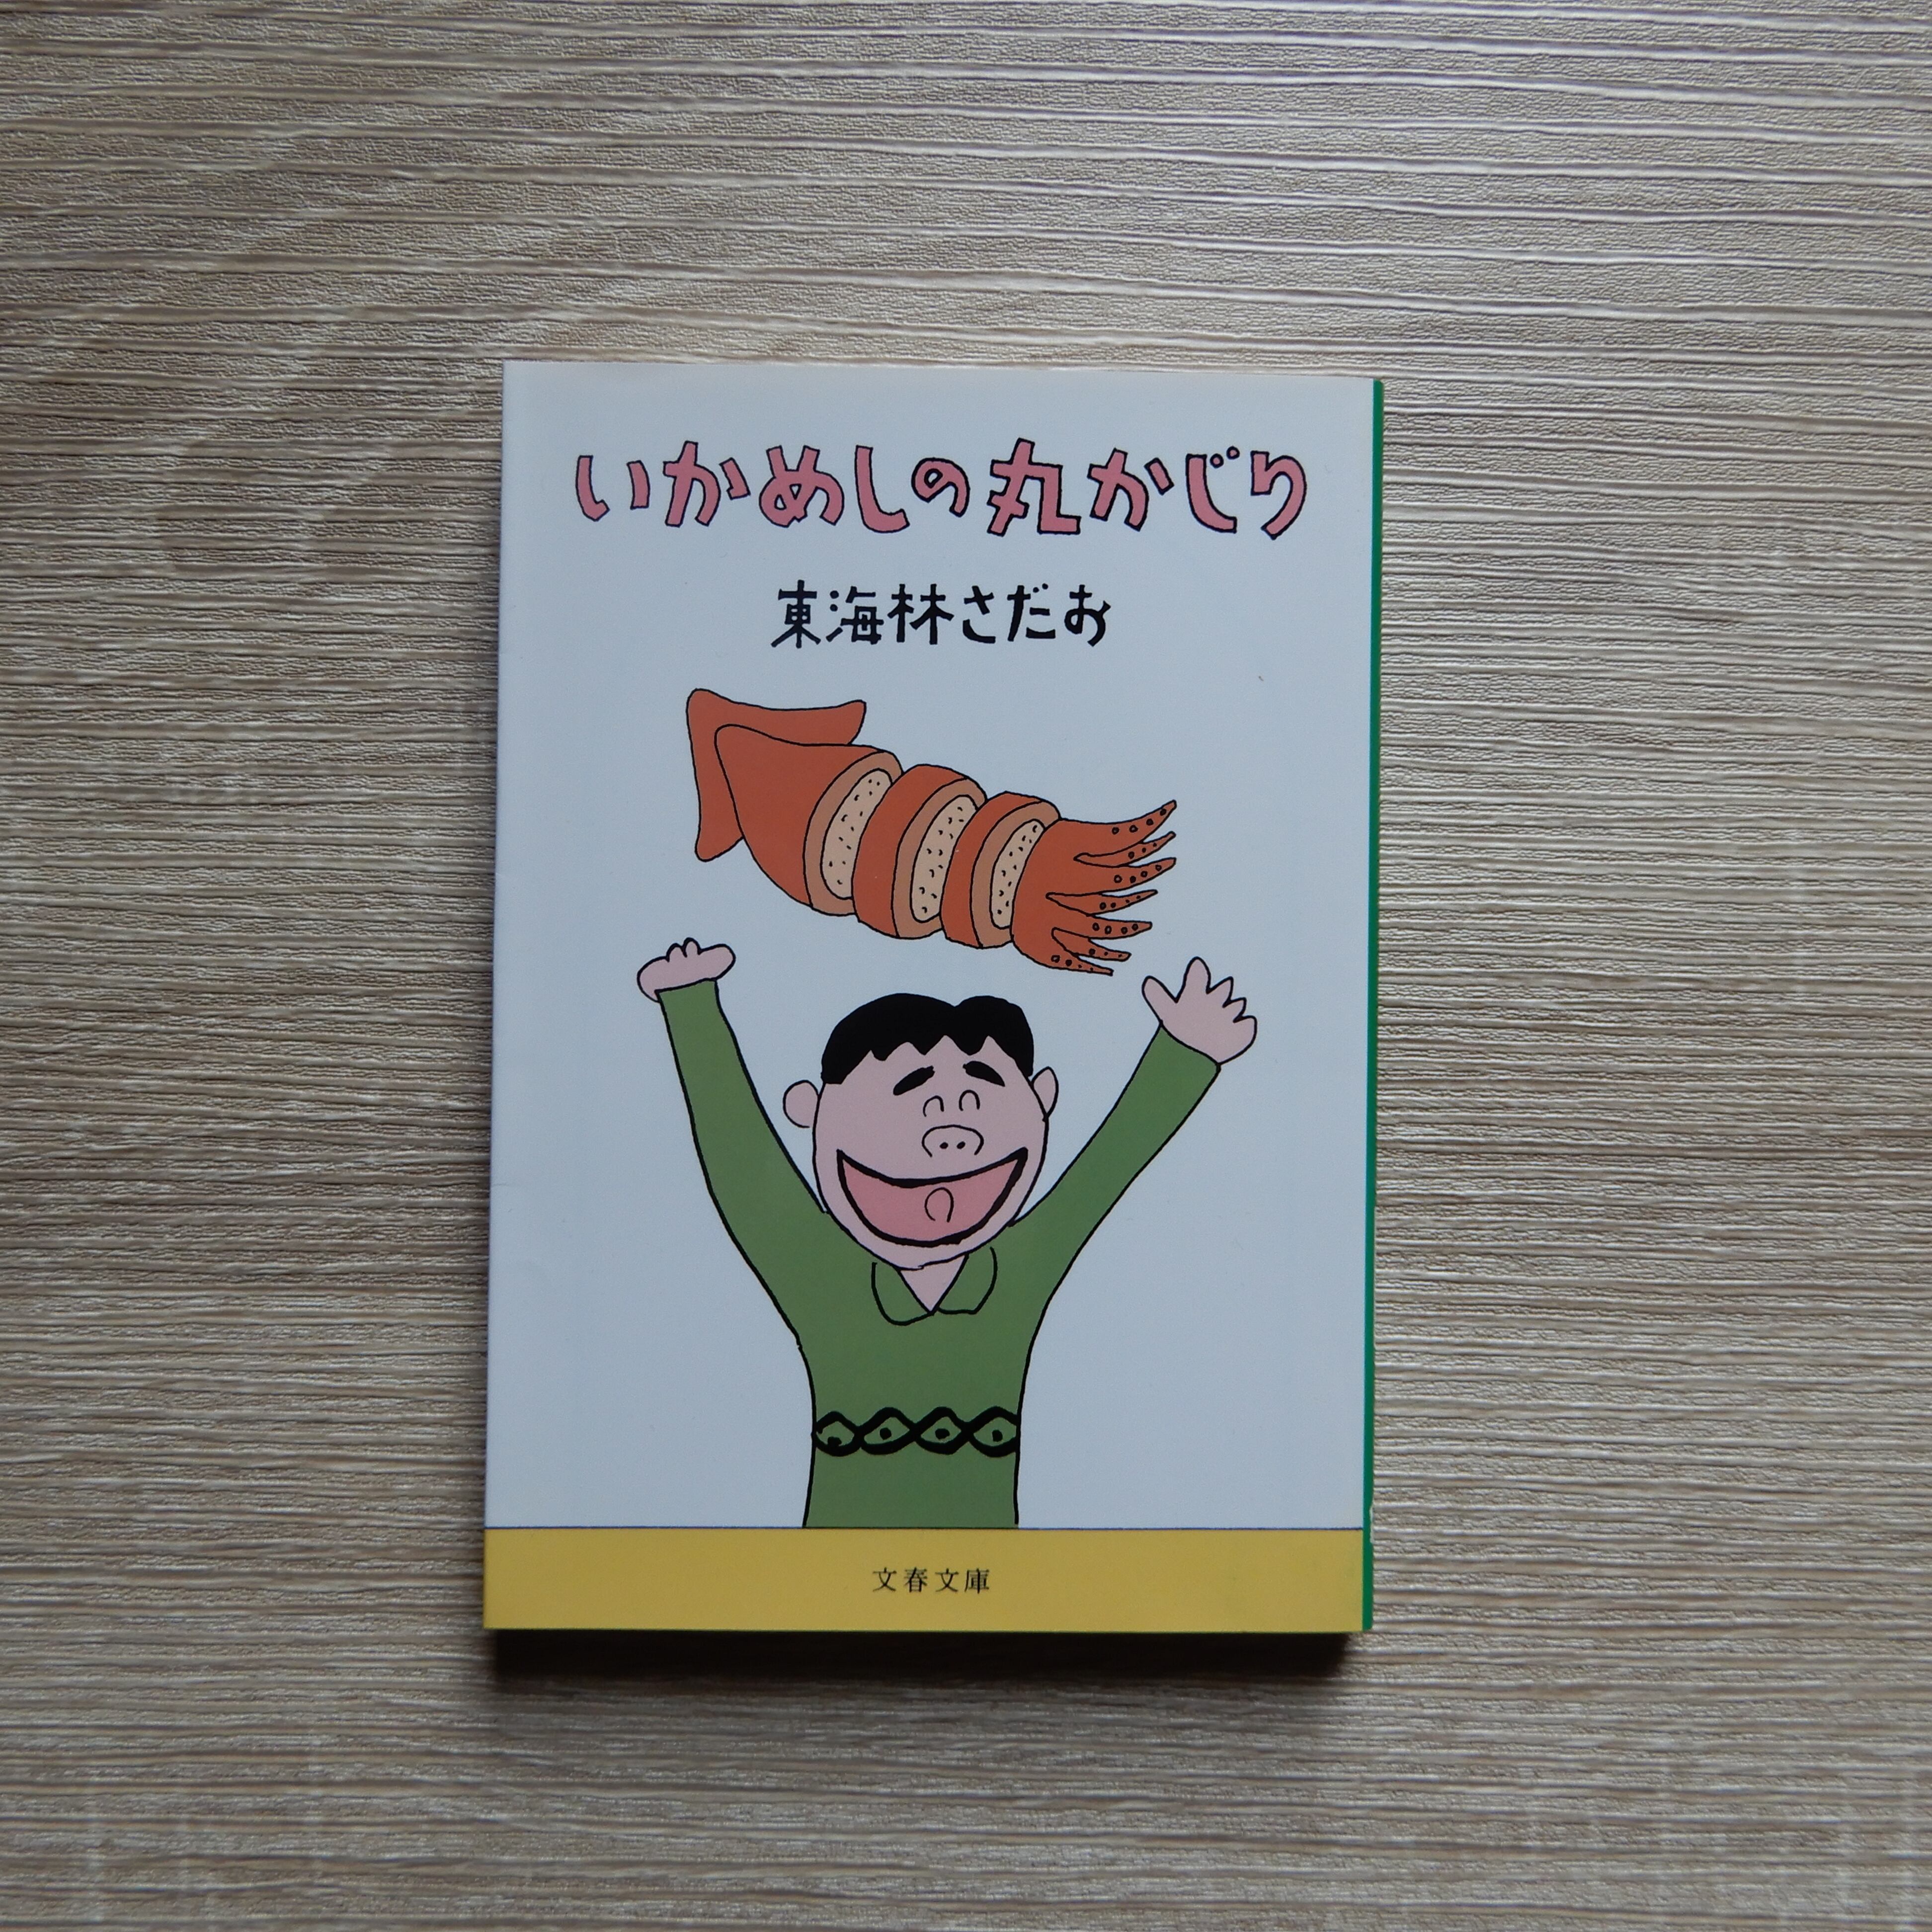 いかめしの丸かじり
東海林さだお
文春文庫